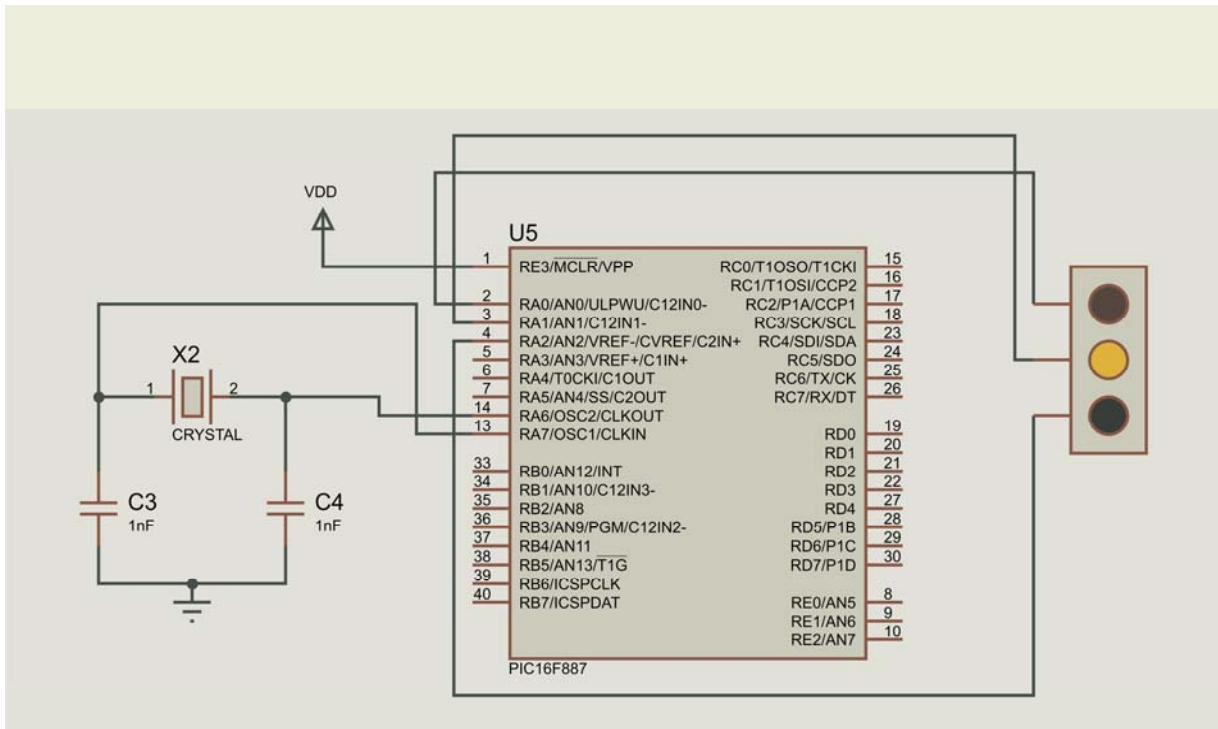 VDD
U5
1 RE3/MCLR/VPP
2 RA0/AN0/ULPWU/C12IN0-
3 RA1/AN1/C12IN1-
4 RA2/AN2/VREF-/CVREF/C2IN+
5 RA3/AN3/VREF+/C1IN+
6 RA4/T0CKI/C1OUT
7 RA5/AN4/SS/C2OUT
14 RA6/OSC2/CLKOUT
13 RA7/OSC1/CLKIN
33 RB0/AN12/INT
34 RB1/AN10/C12IN3-
35 RB2/AN8
36 RB3/AN9/PGM/C12IN2-
37 RB4/AN11
38 RB5/AN13/T1G
39 RB6/ICSPCLK
40 RB7/ICSPDAT
RC0/T1OSO/T1CKI 15
RC1/T1OSI/CCP2 16
RC2/P1A/CCP1 17
RC3/SCK/SCL 18
RC4/SDI/SDA 23
RC5/SDO 24
RC6/TX/CK 25
RC7/RX/DT 26
RD0 19
RD1 20
RD2 21
RD3 22
RD4 27
RD5/P1B 28
RD6/P1C 29
RD7/P1D 30
RE0/AN5 8
RE1/AN6 9
RE2/AN7 10
PIC16F887
X2
1 2
CRYSTAL
C3
1nF
C4
1nF